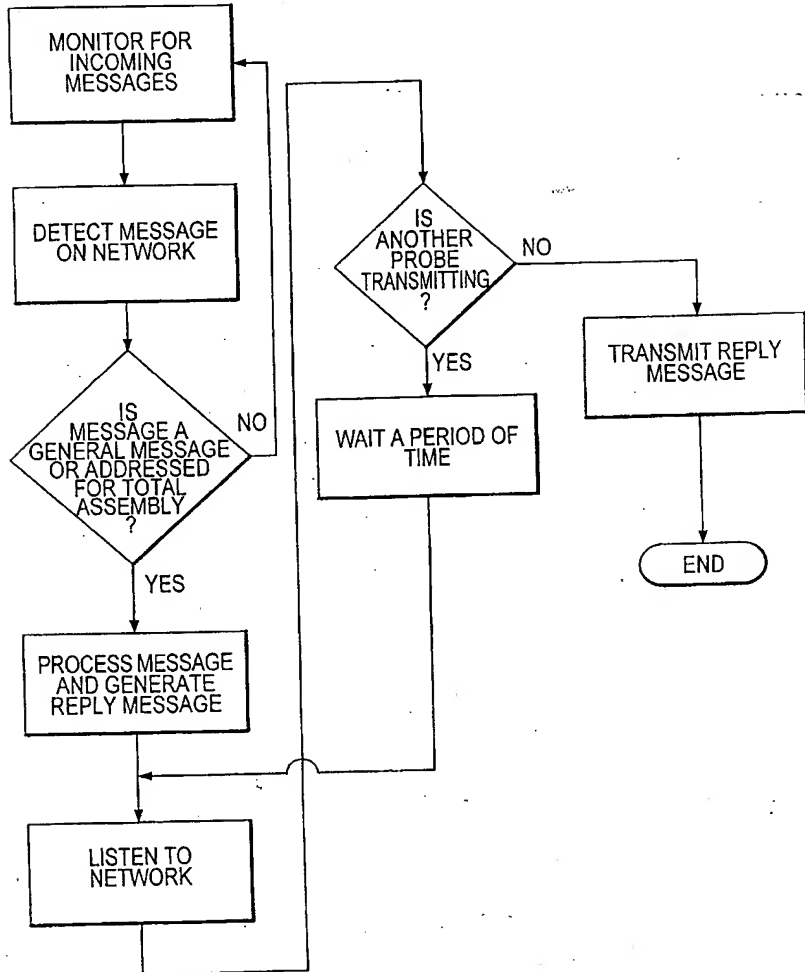 MONITOR FOR
INCOMING
MESSAGES
DETECT MESSAGE
ON NETWORK
IS
MESSAGE A
GENERAL MESSAGE
OR ADDRESSED
FOR TOTAL
ASSEMBLY
?
NO
YES
PROCESS MESSAGE
AND GENERATE
REPLY MESSAGE
LISTEN TO
NETWORK
IS
ANOTHER
PROBE
TRANSMITTING
?
NO
YES
WAIT A PERIOD OF
TIME
TRANSMIT REPLY
MESSAGE
END